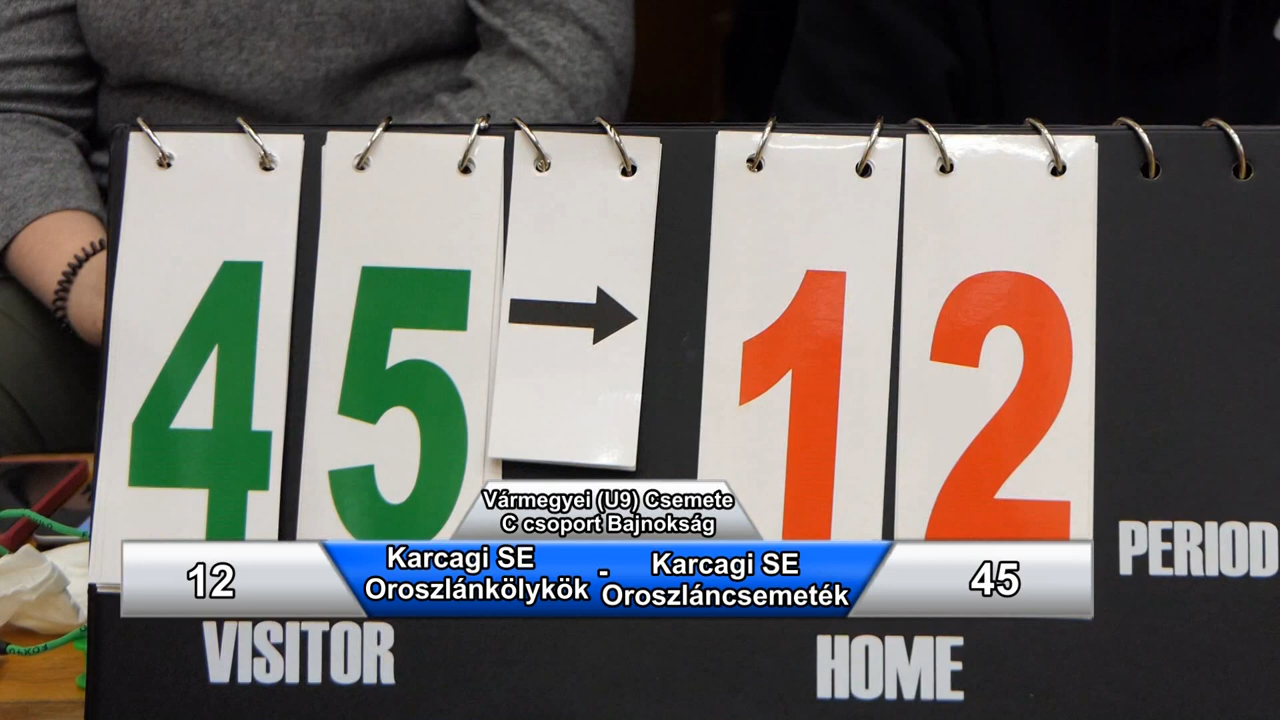 45 → 12
Vármegyei (U9) Csemete
C csoport Bajnokság
12
Karcagi SE
Oroszlánkölykök
-
Karcagi SE
Oroszláncsemeték
45
PERIOD
VISITOR
HOME